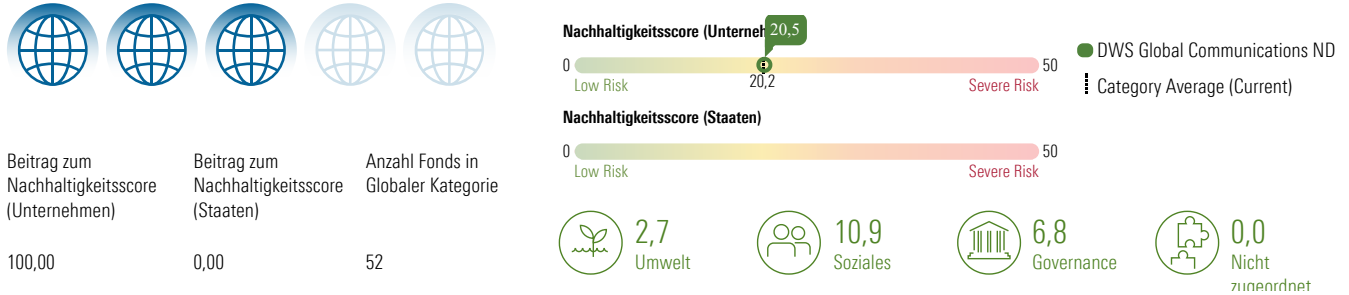 Beitrag zum
Nachhaltigkeitsscore
(Unternehmen)
100,00
Beitrag zum
Nachhaltigkeitsscore
(Staaten)
0,00
Anzahl Fonds in
Globaler Kategorie
52
Nachhaltigkeitsscore (Unterneh
20,5
0
50
Low Risk
20,2
Severe Risk
DWS Global Communications ND
Category Average (Current)
Nachhaltigkeitsscore (Staaten)
0
50
Low Risk
Severe Risk
2,7
Umwelt
10,9
Soziales
6,8
Governance
0,0
Nicht
zugeordnet